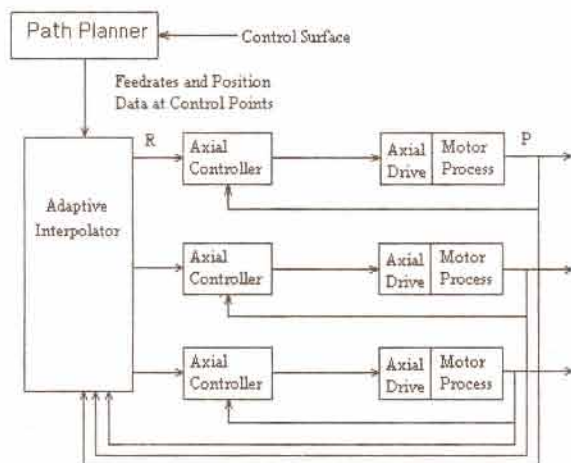 Path Planner
Control Surface
Feedrates and Position
Data at Control Points
R
Axial
Controller
Axial
Drive
Motor
Process
P
Adaptive
Interpolator
Axial
Controller
Axial
Drive
Motor
Process
Axial
Controller
Axial
Drive
Motor
Process